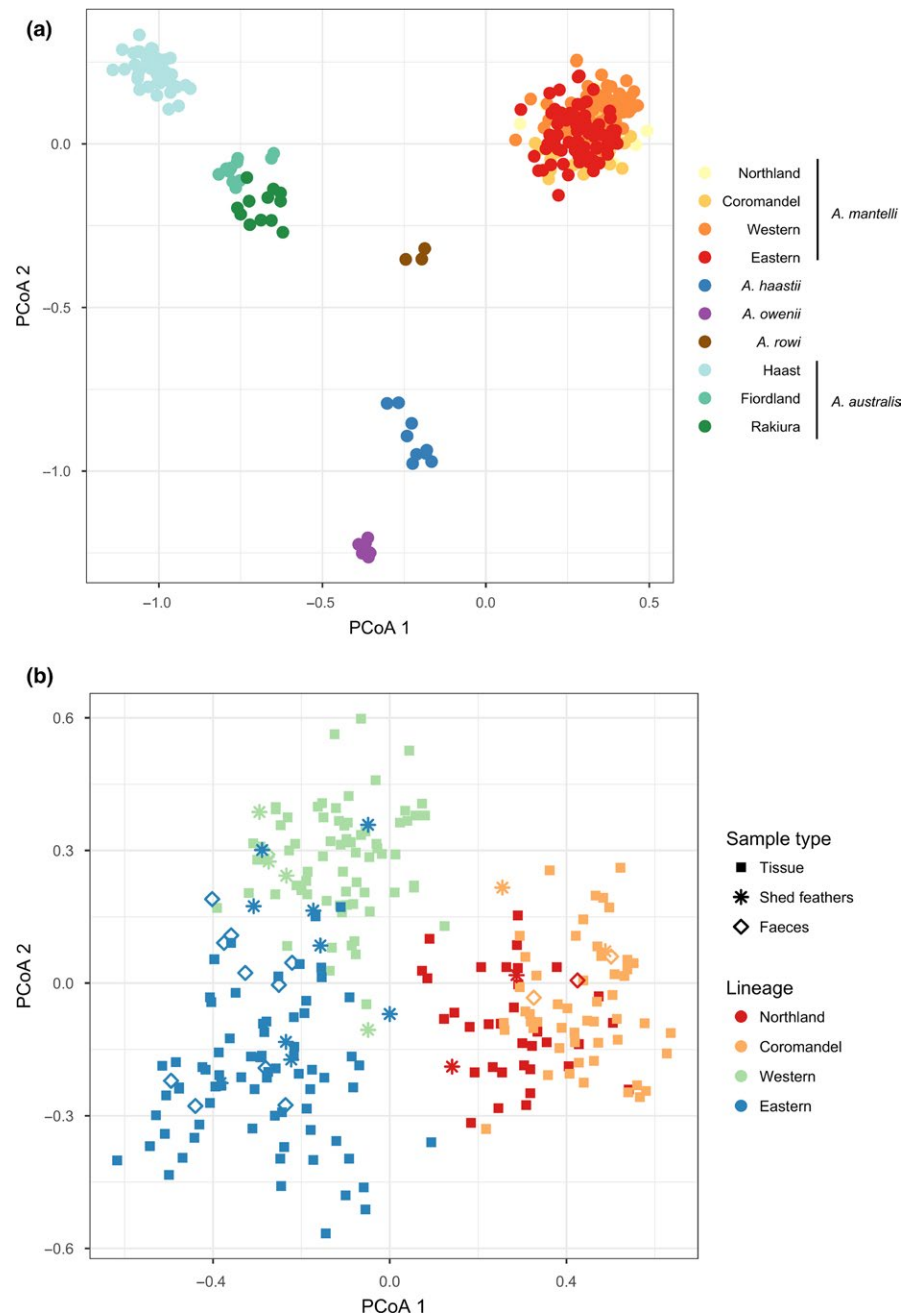 (a)
0.0
−0.5
−1.0
PCoA 2
−1.0
−0.5
0.0
0.5
PCoA 1
Northland
Coromandel
Western
Eastern
A. mantelli
A. haastii
A. owenii
A. rowi
Haast
Fiordland
Rakiura
A. australis
(b)
0.6
0.3
0.0
−0.3
−0.6
PCoA 2
−0.4
0.0
0.4
PCoA 1
Sample type
Tissue
Shed feathers
Faeces
Lineage
Northland
Coromandel
Western
Eastern